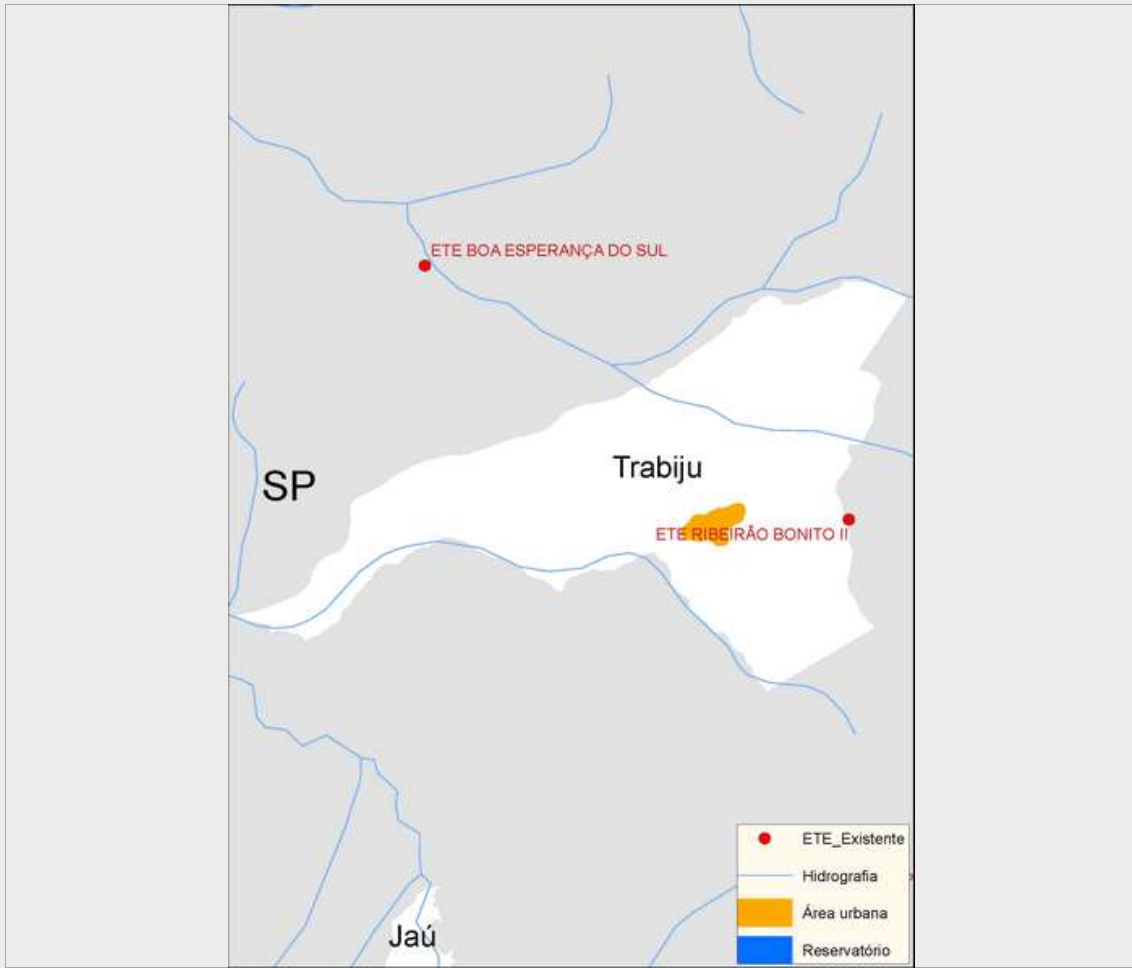 ETE BOA ESPERANÇA DO SUL
Trabiju
SP
ETE RIBEIRÃO BONITO II
ETE_Existente
Hidrografia
Área urbana
Reservatório
Jaú